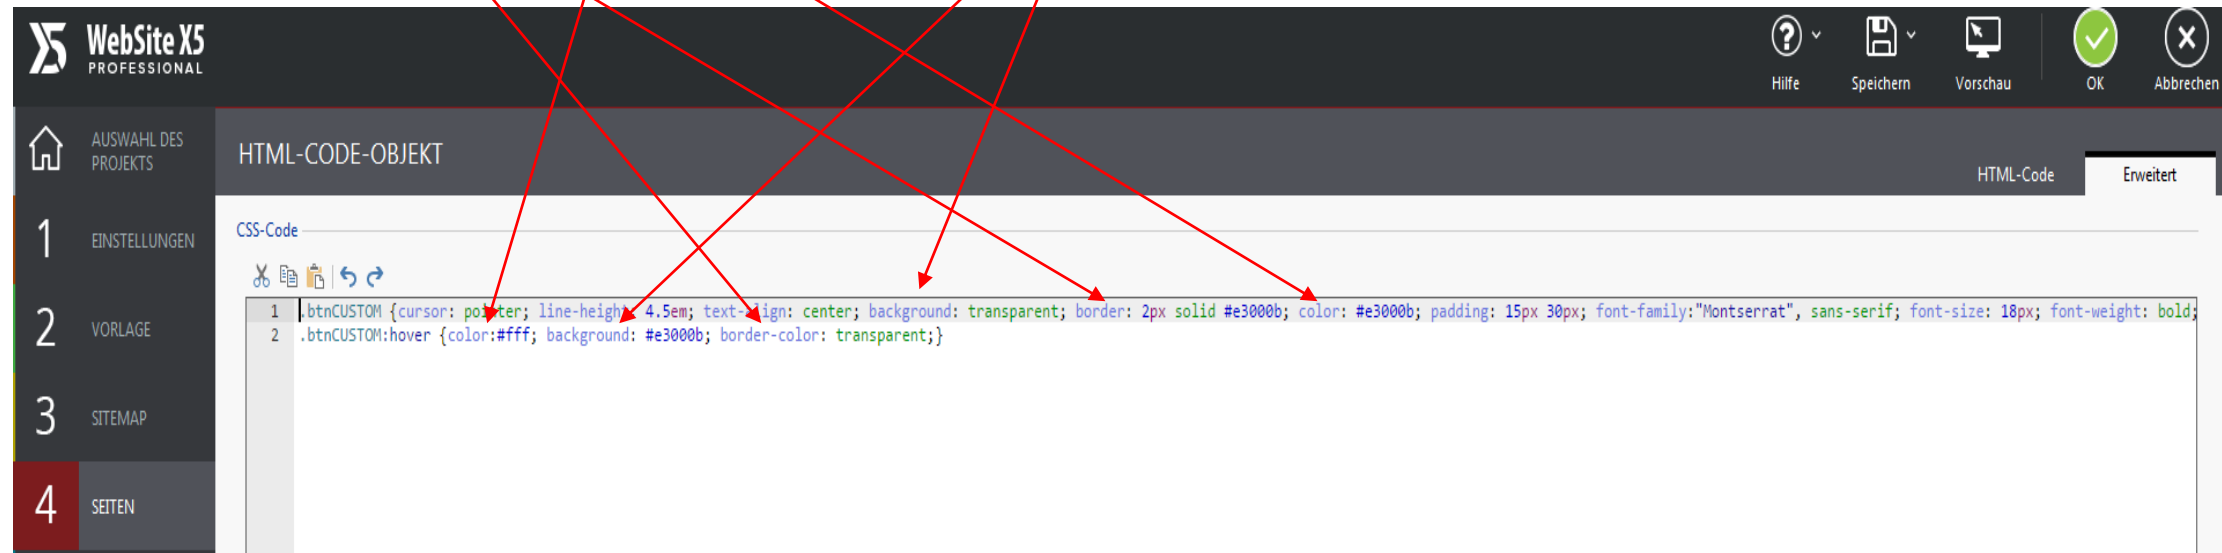 WebSite X5
PROFESSIONAL
Hilfe
Speichern
Vorschau
OK
Abbrechen
AUSWAHL DES
PROJEKTS
HTML-CODE-OBJEKT
HTML-Code
Erweitert
1
EINSTELLUNGEN
CSS-Code
1 .btnCUSTOM {cursor: pointer; line-height: 4.5em; text-align: center; background: transparent; border: 2px solid #e3000b; color: #e3000b; padding: 15px 30px; font-family:"Montserrat", sans-serif; font-size: 18px; font-weight: bold;
2 .btnCUSTOM:hover {color:#fff; background: #e3000b; border-color: transparent;}
2
VORLAGE
3
SITEMAP
4
SEITEN